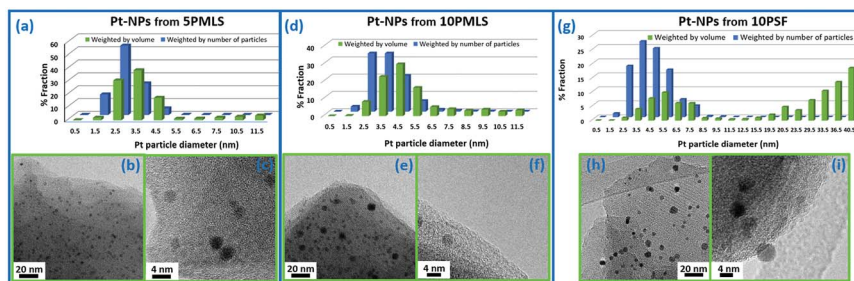 (a)
Pt-NPs from 5PMLS
Weighted by volume
Weighted by number of particles
% Fraction
60
50
40
30
20
10
0
0.5 1.5 2.5 3.5 4.5 5.5 6.5 7.5 10.5 11.5
Pt particle diameter (nm)
(b)
20 nm
(c)
4 nm
(d)
Pt-NPs from 10PMLS
Weighted by volume
Weighted by number of particles
% Fraction
40
30
20
10
0
0.5 1.5 2.5 3.5 4.5 5.5 6.5 7.5 8.5 9.5 10.5 11.5
Pt particle diameter (nm)
(e)
20 nm
(f)
4 nm
(g)
Pt-NPs from 10PSF
Weighted by volume
Weighted by number of particles
% Fraction
30
25
20
15
10
5
0
0.5 1.5 2.5 3.5 4.5 5.5 6.5 7.5 8.5 9.5 11.5 12.5 15.5 19.5 20.5 23.5 33.5 36.5 40.5
Pt particle diameter (nm)
(h)
20 nm
(i)
4 nm